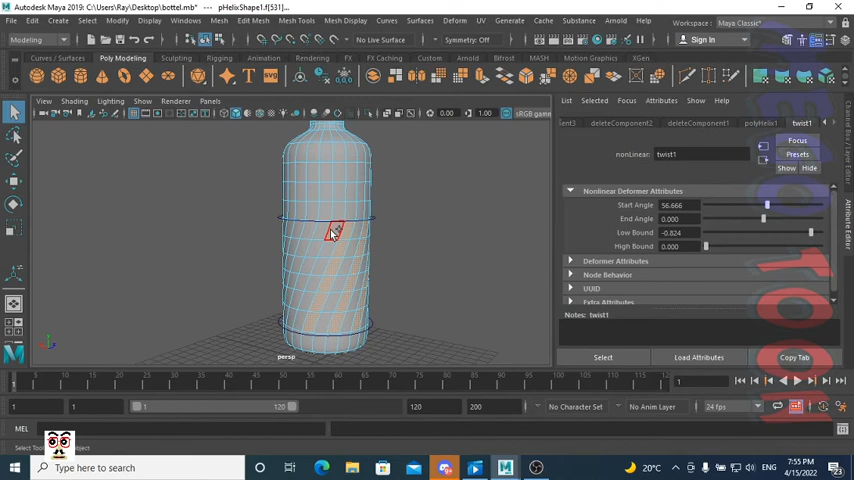 Autodesk Maya 2019: C:\Users\Ray\Desktop\bottel.mb* --- pHelixShape1.f[531]...
File Edit Create Select Modify Display Windows Mesh Edit Mesh Mesh Tools Mesh Display Curves Surfaces Deform UV Generate Cache Substance Arnold Help
Workspace : Maya Classic*
Modeling No Live Surface Symmetry: Off Sign In
Curves / Surfaces Poly Modeling Sculpting Rigging Animation Rendering FX FX Caching Custom Arnold Bifrost MASH Motion Graphics XGen
View Shading Lighting Show Renderer Panels
0.00 1.00 sRGB game
persp
List Selected Focus Attributes Show Help
deleteComponent2 deleteComponent1 polyHelix1 twist1
Focus
nonLinear: twist1
Presets
Show Hide
Nonlinear Deformer Attributes
Start Angle 56.666
End Angle 0.000
Low Bound -0.824
High Bound 0.000
Deformer Attributes
Node Behavior
UUID
Extra Attributes
Notes: twist1
Select Load Attributes Copy Tab
Channel Box / Layer Editor
Attribute Editor
5 10 15 20 25 30 35 40 45 50 55 60 65 70 75 80 85 90 95 100 105 110 115 120
1
1 1 1 120 120 200 No Character Set No Anim Layer 24 fps
MEL
Type here to search
20°C ENG 7:55 PM
4/15/2022
23